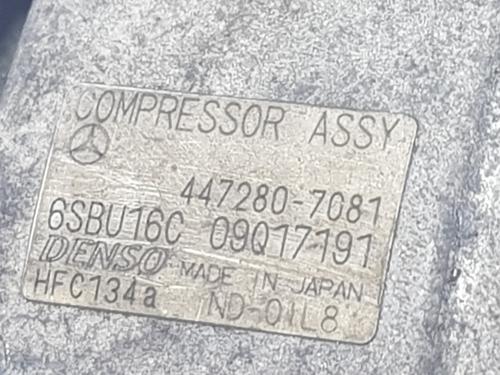 COMPRESSOR ASSY
447280-7081
6SBU16C 09Q17191
DENSO MADE IN JAPAN
HFC134a ND-OIL8